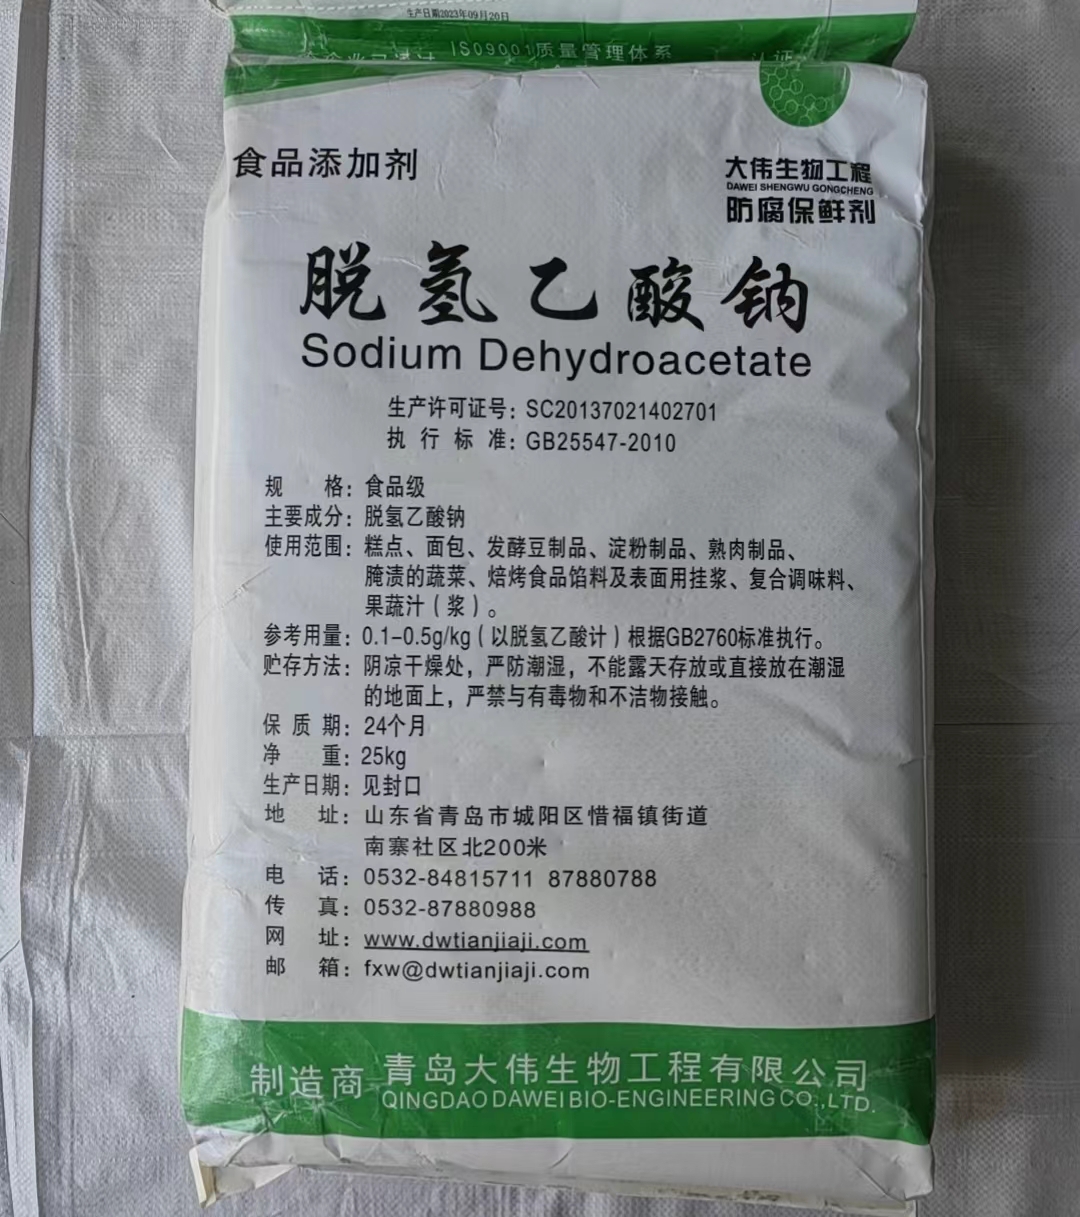 生产日期2023年09月20日
ISO9001质量管理体系
认证
食品添加剂
大伟生物工程
DAWEI SHENGWU GONGCHENG
防腐保鲜剂
脱氢乙酸钠
Sodium Dehydroacetate
生产许可证号：SC20137021402701
执行标准：GB25547-2010
规 格：食品级
主要成分：脱氢乙酸钠
使用范围：糕点、面包、发酵豆制品、淀粉制品、熟肉制品、
腌渍的蔬菜、焙烤食品馅料及表面用挂浆、复合调味料、
果蔬汁（浆）。
参考用量：0.1-0.5g/kg（以脱氢乙酸计）根据GB2760标准执行。
贮存方法：阴凉干燥处，严防潮湿，不能露天存放或直接放在潮湿
的地面上，严禁与有毒物和不洁物接触。
保质期：24个月
净 重：25kg
生产日期：见封口
地 址：山东省青岛市城阳区惜福镇街道
南寨社区北200米
电 话：0532-84815711 87880788
传 真：0532-87880988
网 址：www.dwtianjiaji.com
邮 箱：fxw@dwtianjiaji.com
制造商 青岛大伟生物工程有限公司
QINGDAO DAWEI BIO-ENGINEERING CO.,LTD.